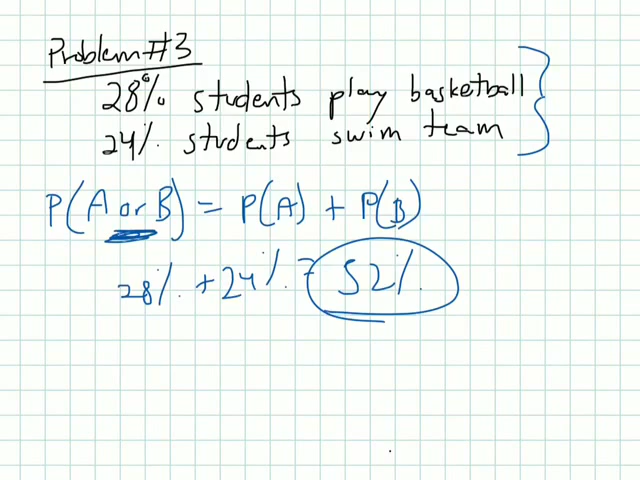 Problem #3
28% students play basketball
24% students swim team
P(A or B) = P(A) + P(B)
28% + 24% = 52%